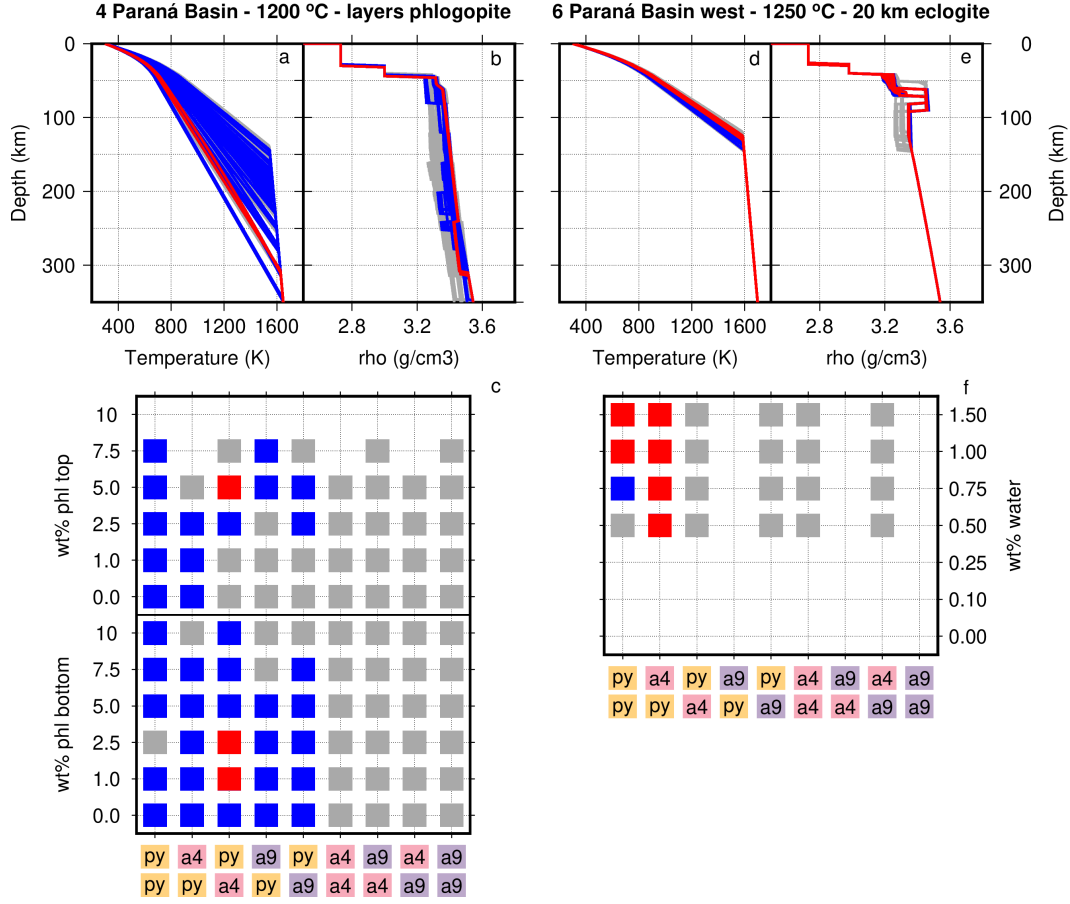 4 Paraná Basin - 1200 ºC - layers phlogopite
6 Paraná Basin west - 1250 ºC - 20 km eclogite
0
100
200
300
Depth (km)
a
400 800 1200 1600
Temperature (K)
b
2.8 3.2 3.6
rho (g/cm3)
d
400 800 1200 1600
Temperature (K)
e
2.8 3.2 3.6
rho (g/cm3)
0
100
200
300
Depth (km)
c
10
7.5
5.0
2.5
1.0
0.0
wt% phl top
10
7.5
5.0
2.5
1.0
0.0
wt% phl bottom
py a4 py a9 py a4 a9 a4 a9
py py a4 py a9 a4 a4 a9 a9
f
1.50
1.00
0.75
0.50
0.25
0.10
0.00
wt% water
py a4 py a9 py a4 a9 a4 a9
py py a4 py a9 a4 a4 a9 a9